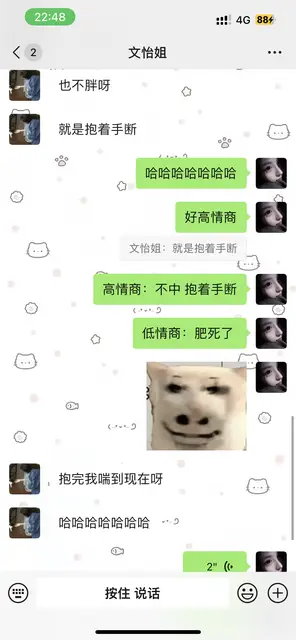 22:48
4G
88
2
文怡姐
也不胖呀
就是抱着手断
哈哈哈哈哈哈哈
好高情商
文怡姐：就是抱着手断
高情商：不中 抱着手断
低情商：肥死了
抱完我喘到现在呀
哈哈哈哈哈哈哈
2"
按住 说话